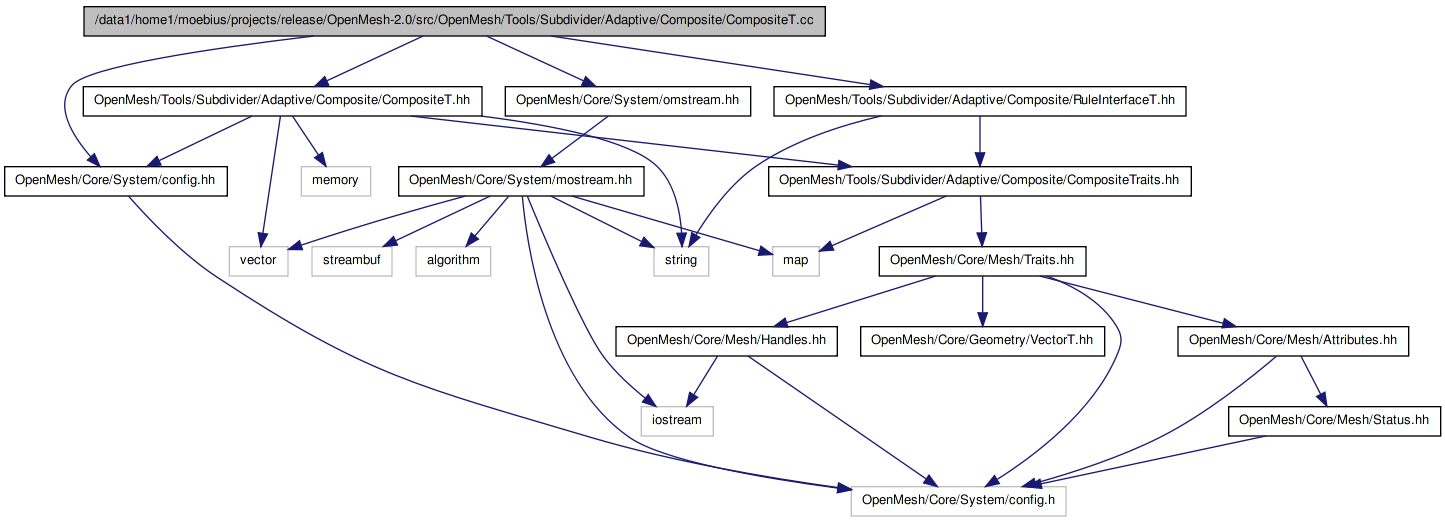 /data1/home1/moebius/projects/release/OpenMesh-2.0/src/OpenMesh/Tools/Subdivider/Adaptive/Composite/CompositeT.cc
OpenMesh/Tools/Subdivider/Adaptive/Composite/CompositeT.hh
OpenMesh/Core/System/omstream.hh
OpenMesh/Tools/Subdivider/Adaptive/Composite/RuleInterfaceT.hh
OpenMesh/Core/System/config.hh
memory
OpenMesh/Core/System/mostream.hh
OpenMesh/Tools/Subdivider/Adaptive/Composite/CompositeTraits.hh
vector
streambuf
algorithm
string
map
OpenMesh/Core/Mesh/Traits.hh
OpenMesh/Core/Mesh/Handles.hh
OpenMesh/Core/Geometry/VectorT.hh
OpenMesh/Core/Mesh/Attributes.hh
iostream
OpenMesh/Core/Mesh/Status.hh
OpenMesh/Core/System/config.h